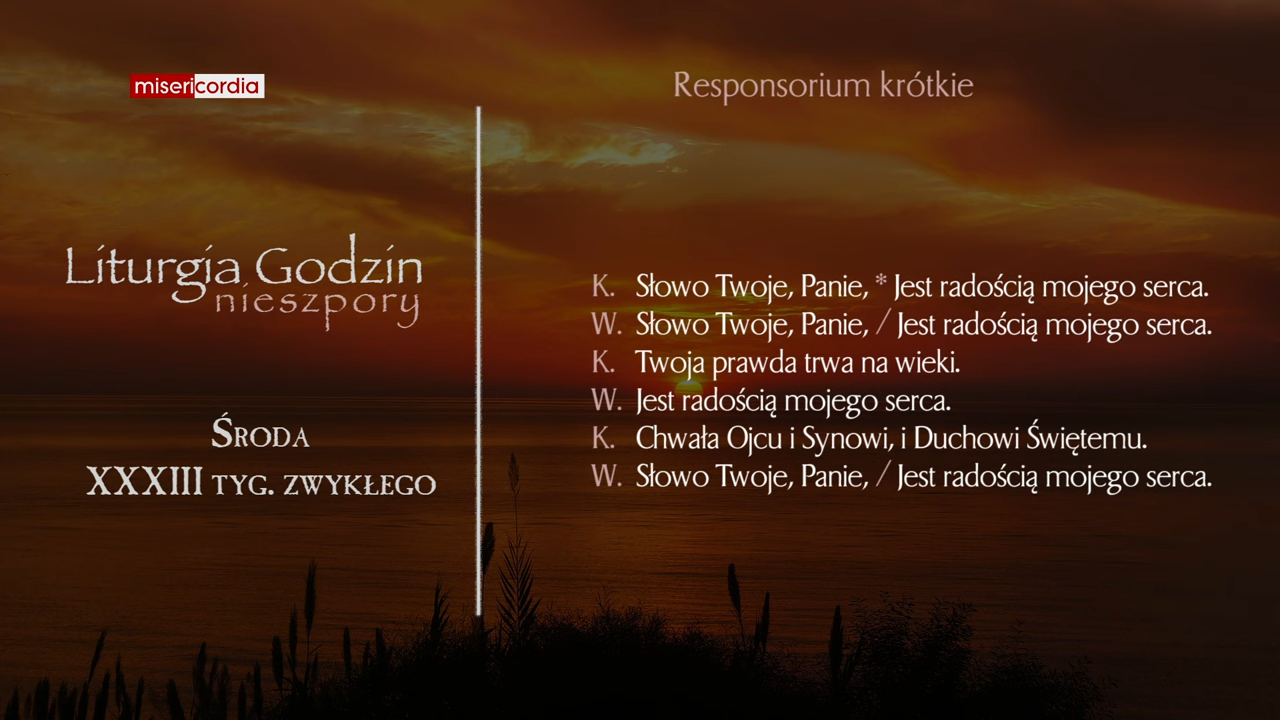 misericordia
Responsorium krótkie
Liturgia Godzin
nieszpory
Środa
XXXIII tyg. zwykłego
K. Słowo Twoje, Panie, * Jest radością mojego serca.
W. Słowo Twoje, Panie, / Jest radością mojego serca.
K. Twoja prawda trwa na wieki.
W. Jest radością mojego serca.
K. Chwała Ojcu i Synowi, i Duchowi Świętemu.
W. Słowo Twoje, Panie, / Jest radością mojego serca.